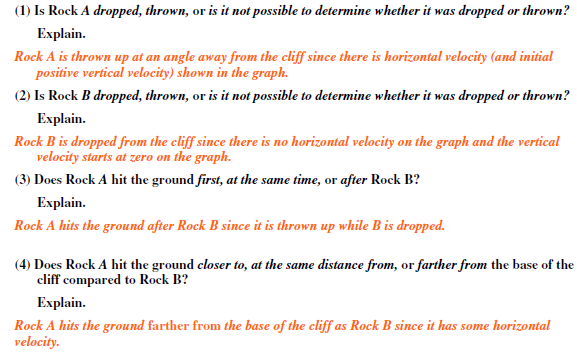 (1) Is Rock A dropped, thrown, or is it not possible to determine whether it was dropped or thrown?
Explain.
Rock A is thrown up at an angle away from the cliff since there is horizontal velocity (and initial
positive vertical velocity) shown in the graph.
(2) Is Rock B dropped, thrown, or is it not possible to determine whether it was dropped or thrown?
Explain.
Rock B is dropped from the cliff since there is no horizontal velocity on the graph and the vertical
velocity starts at zero on the graph.
(3) Does Rock A hit the ground first, at the same time, or after Rock B?
Explain.
Rock A hits the ground after Rock B since it is thrown up while B is dropped.
(4) Does Rock A hit the ground closer to, at the same distance from, or farther from the base of the
cliff compared to Rock B?
Explain.
Rock A hits the ground farther from the base of the cliff as Rock B since it has some horizontal
velocity.